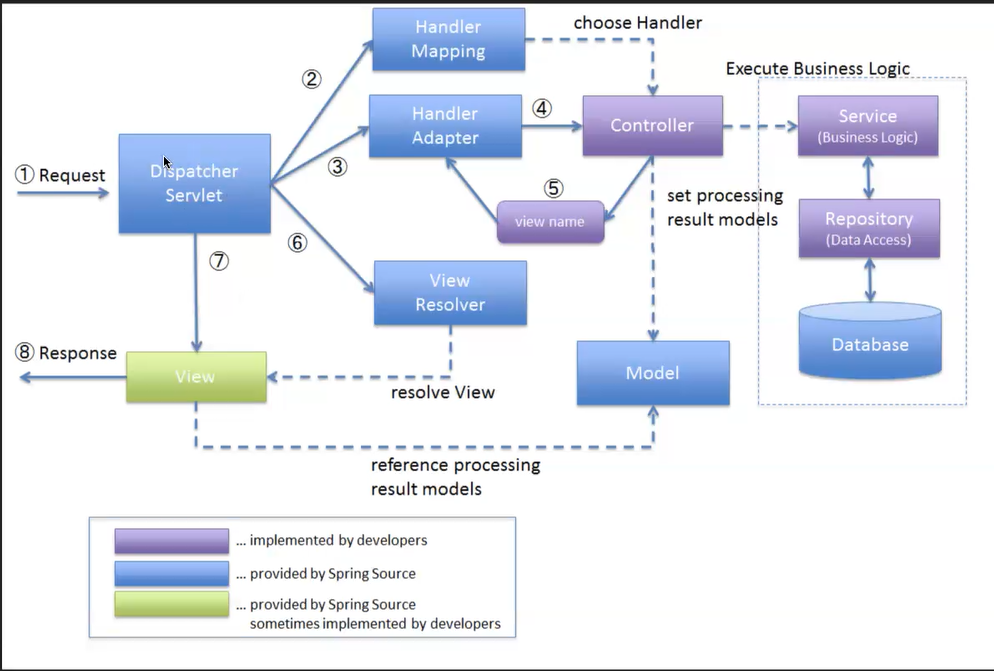 Handler
Mapping
choose Handler
②
Execute Business Logic
Handler
Adapter
④
Controller
Service
(Business Logic)
① Request
Dispatcher
Servlet
③
⑤
view name
set processing
result models
Repository
(Data Access)
⑥
⑦
View
Resolver
Database
⑧ Response
View
resolve View
Model
reference processing
result models
... implemented by developers
... provided by Spring Source
... provided by Spring Source
sometimes implemented by developers